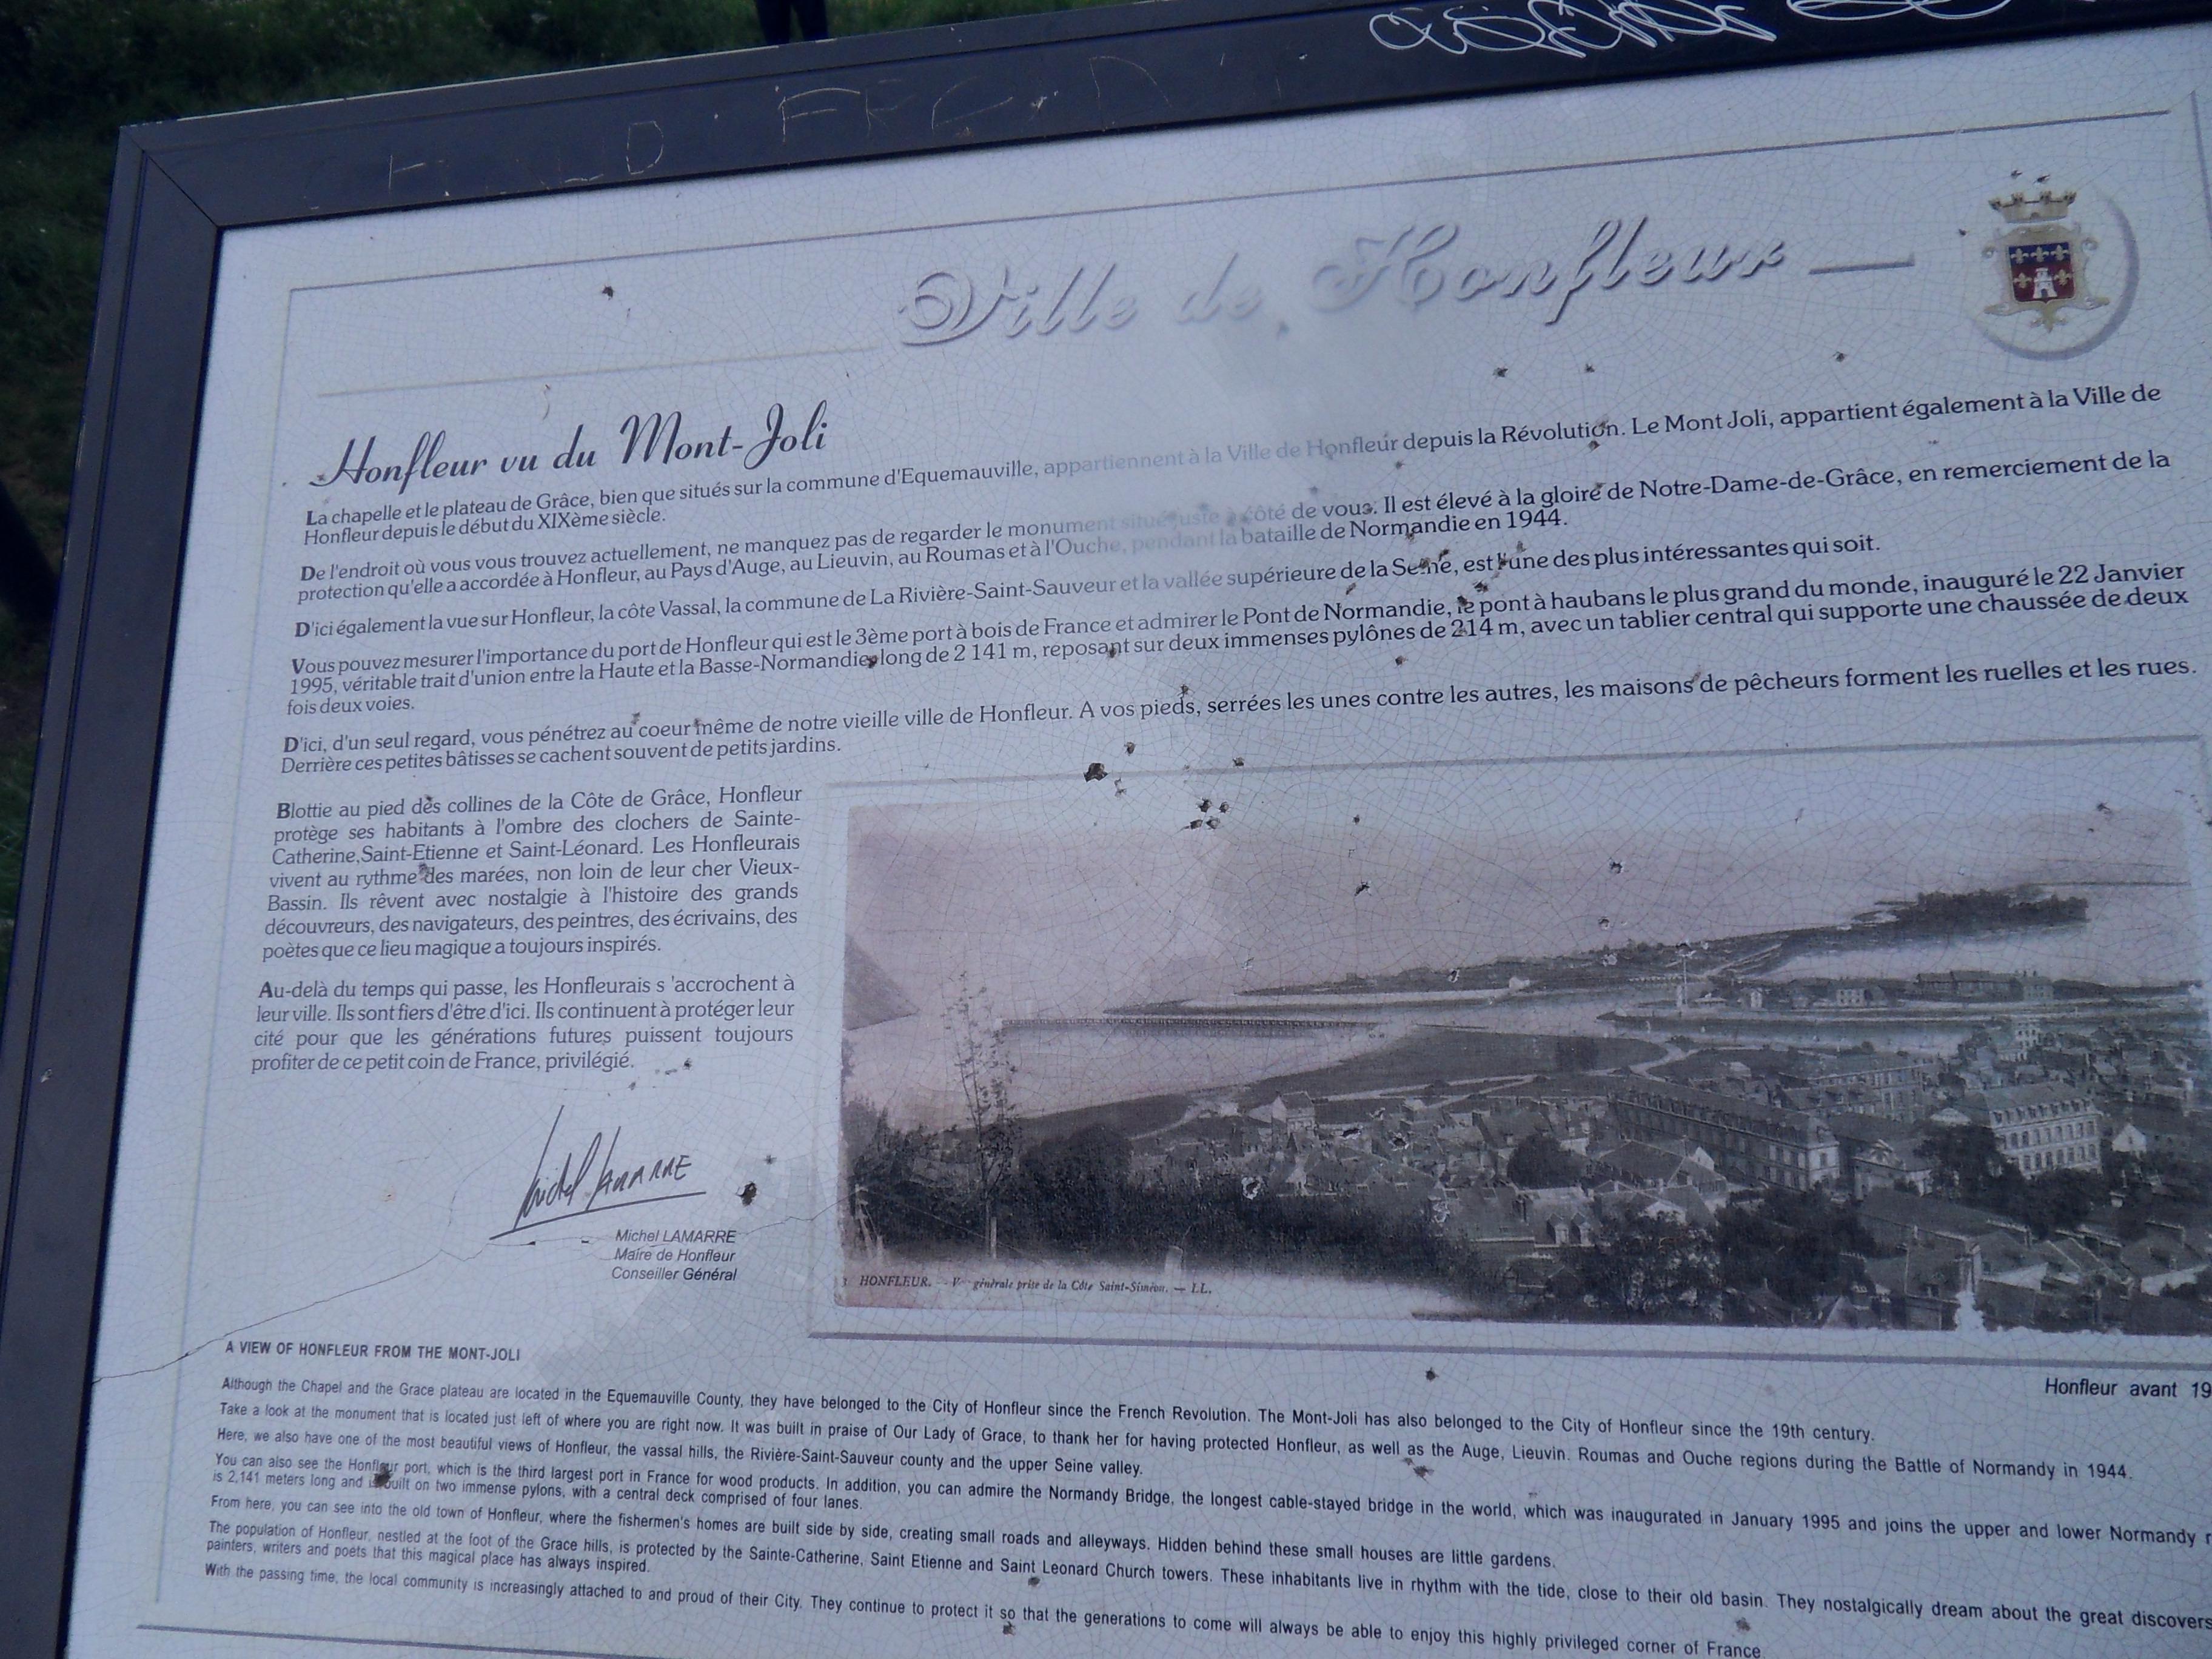 Ville de Honfleur
Honfleur vu du Mont-Joli
La chapelle et le plateau de Grâce, bien que situés sur la commune d'Equemauville, appartiennent à la Ville de Honfleur depuis la Révolution. Le Mont Joli, appartient également à la Ville de
Honfleur depuis le début du XIXème siècle.
De l'endroit où vous vous trouvez actuellement, ne manquez pas de regarder le monument situé juste à côté de vous. Il est élevé à la gloire de Notre-Dame-de-Grâce, en remerciement de la
protection qu'elle a accordée à Honfleur, au Pays d'Auge, au Lieuvin, au Roumas et à l'Ouche, pendant la bataille de Normandie en 1944.
D'ici également la vue sur Honfleur, la côte Vassal, la commune de La Rivière-Saint-Sauveur et la vallée supérieure de la Seine, est l'une des plus intéressantes qui soit.
Vous pouvez mesurer l'importance du port de Honfleur qui est le 3ème port à bois de France et admirer le Pont de Normandie, le pont à haubans le plus grand du monde, inauguré le 22 Janvier
1995, véritable trait d'union entre la Haute et la Basse-Normandie, long de 2 141 m, reposant sur deux immenses pylônes de 214 m, avec un tablier central qui supporte une chaussée de deux
fois deux voies.
D'ici, d'un seul regard, vous pénétrez au coeur même de notre vieille ville de Honfleur. A vos pieds, serrées les unes contre les autres, les maisons de pêcheurs forment les ruelles et les rues.
Derrière ces petites bâtisses se cachent souvent de petits jardins.
Blottie au pied des collines de la Côte de Grâce, Honfleur
protège ses habitants à l'ombre des clochers de Sainte-
Catherine,Saint-Etienne et Saint-Léonard. Les Honfleurais
vivent au rythme des marées, non loin de leur cher Vieux-
Bassin. Ils rêvent avec nostalgie à l'histoire des grands
découvreurs, des navigateurs, des peintres, des écrivains, des
poètes que ce lieu magique a toujours inspirés.
Au-delà du temps qui passe, les Honfleurais s 'accrochent à
leur ville. Ils sont fiers d'être d'ici. Ils continuent à protéger leur
cité pour que les générations futures puissent toujours
profiter de ce petit coin de France, privilégié.
Michel LAMARRE
Michel LAMARRE
Maire de Honfleur
Conseiller Général
HONFLEUR. - générale prise de la Côte Saint-Siméon. - LL.
Honfleur avant 19
A VIEW OF HONFLEUR FROM THE MONT-JOLI
Although the Chapel and the Grace plateau are located in the Equemauville County, they have belonged to the City of Honfleur since the French Revolution. The Mont-Joli has also belonged to the City of Honfleur since the 19th century.
Take a look at the monument that is located just left of where you are right now. It was built in praise of Our Lady of Grace, to thank her for having protected Honfleur, as well as the Auge, Lieuvin. Roumas and Ouche regions during the Battle of Normandy in 1944.
Here, we also have one of the most beautiful views of Honfleur, the vassal hills, the Rivière-Saint-Sauveur county and the upper Seine valley.
You can also see the Honfleur port, which is the third largest port in France for wood products. In addition, you can admire the Normandy Bridge, the longest cable-stayed bridge in the world, which was inaugurated in January 1995 and joins the upper and lower Normandy r
is 2,141 meters long and is built on two immense pylons, with a central deck comprised of four lanes.
From here, you can see into the old town of Honfleur, where the fishermen's homes are built side by side, creating small roads and alleyways. Hidden behind these small houses are little gardens.
The population of Honfleur, nestled at the foot of the Grace hills, is protected by the Sainte-Catherine, Saint Etienne and Saint Leonard Church towers. These inhabitants live in rhythm with the tide, close to their old basin. They nostalgically dream about the great discovers
painters, writers and poets that this magical place has always inspired.
With the passing time, the local community is increasingly attached to and proud of their City. They continue to protect it so that the generations to come will always be able to enjoy this highly privileged corner of France.